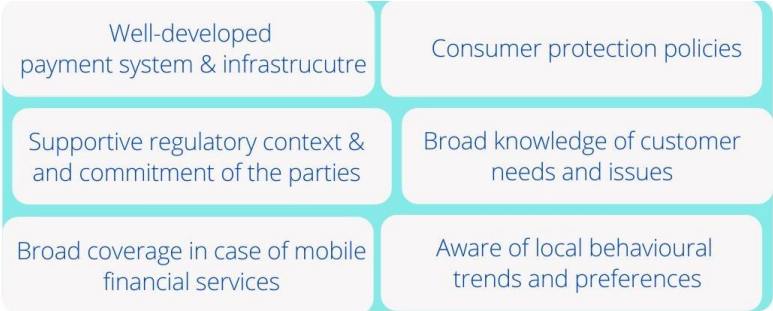 Well-developed
payment system & infrastrucutre
Consumer protection policies
Supportive regulatory context &
and commitment of the parties
Broad knowledge of customer
needs and issues
Broad coverage in case of mobile
financial services
Aware of local behavioural
trends and preferences